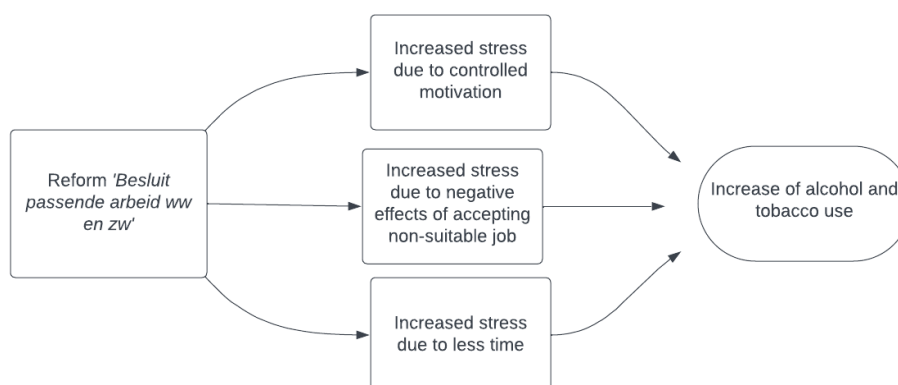 Reform 'Besluit
passende arbeid ww
en zw'
Increased stress
due to controlled
motivation
Increased stress
due to negative
effects of accepting
non-suitable job
Increased stress
due to less time
Increase of alcohol and
tobacco use